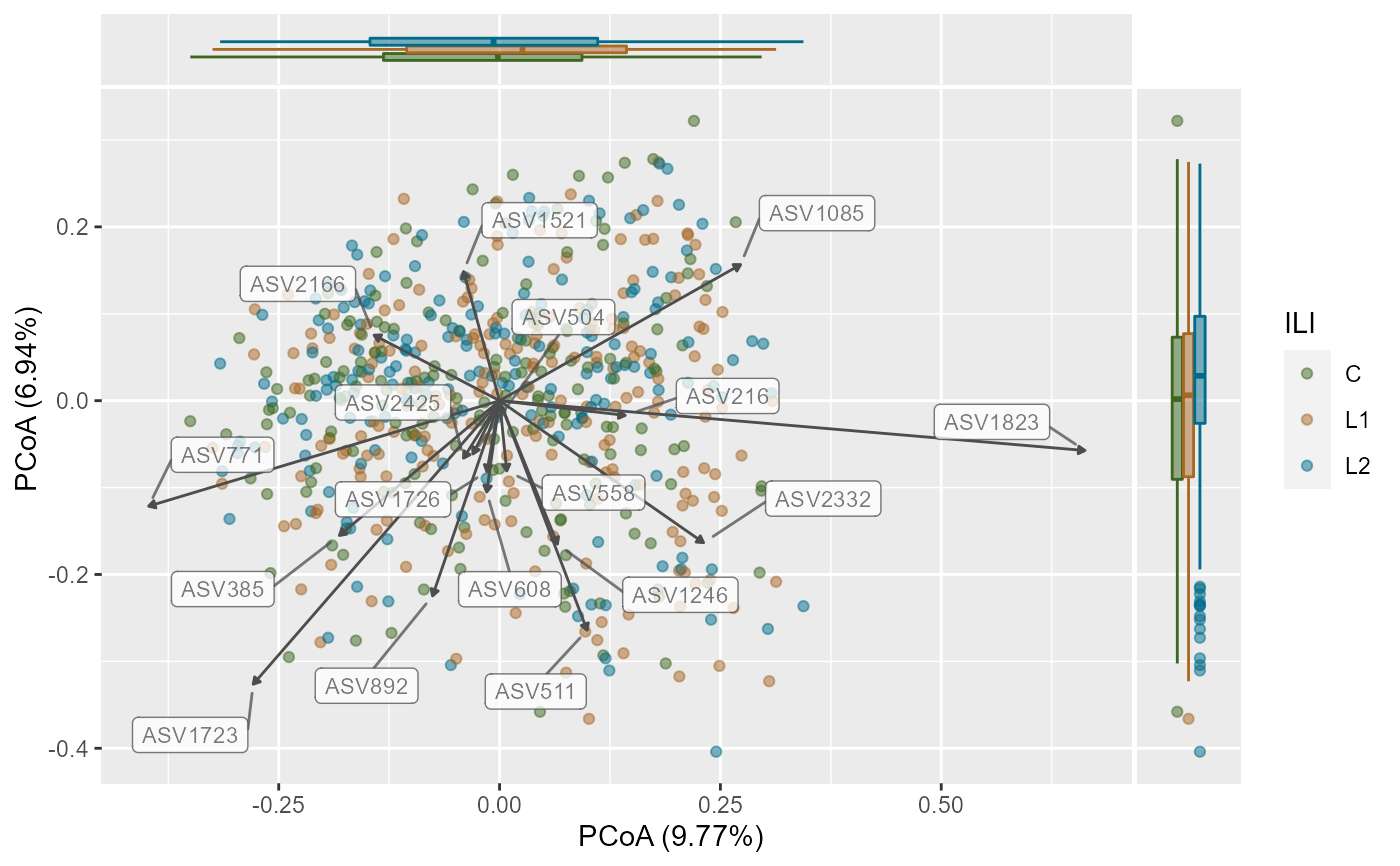 PCoA (6.94%)
0.2
0.0
-0.2
-0.4
ASV1521
ASV1085
ASV2166
ASV504
ASV2425
ASV216
ASV1823
ASV771
ASV1726
ASV558
ASV2332
ASV385
ASV608
ASV1246
ASV892
ASV511
ASV1723
-0.25
0.00
0.25
0.50
PCoA (9.77%)
ILI
C
L1
L2